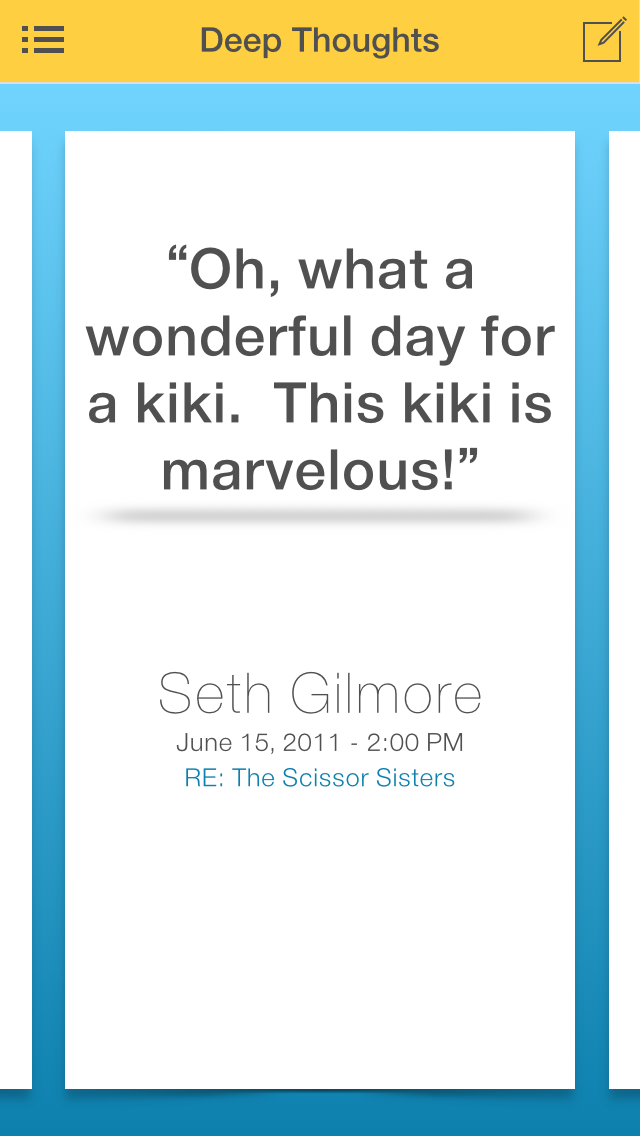 Deep Thoughts
“Oh, what a
wonderful day for
a kiki.  This kiki is
marvelous!”
Seth Gilmore
June 15, 2011 - 2:00 PM
RE: The Scissor Sisters